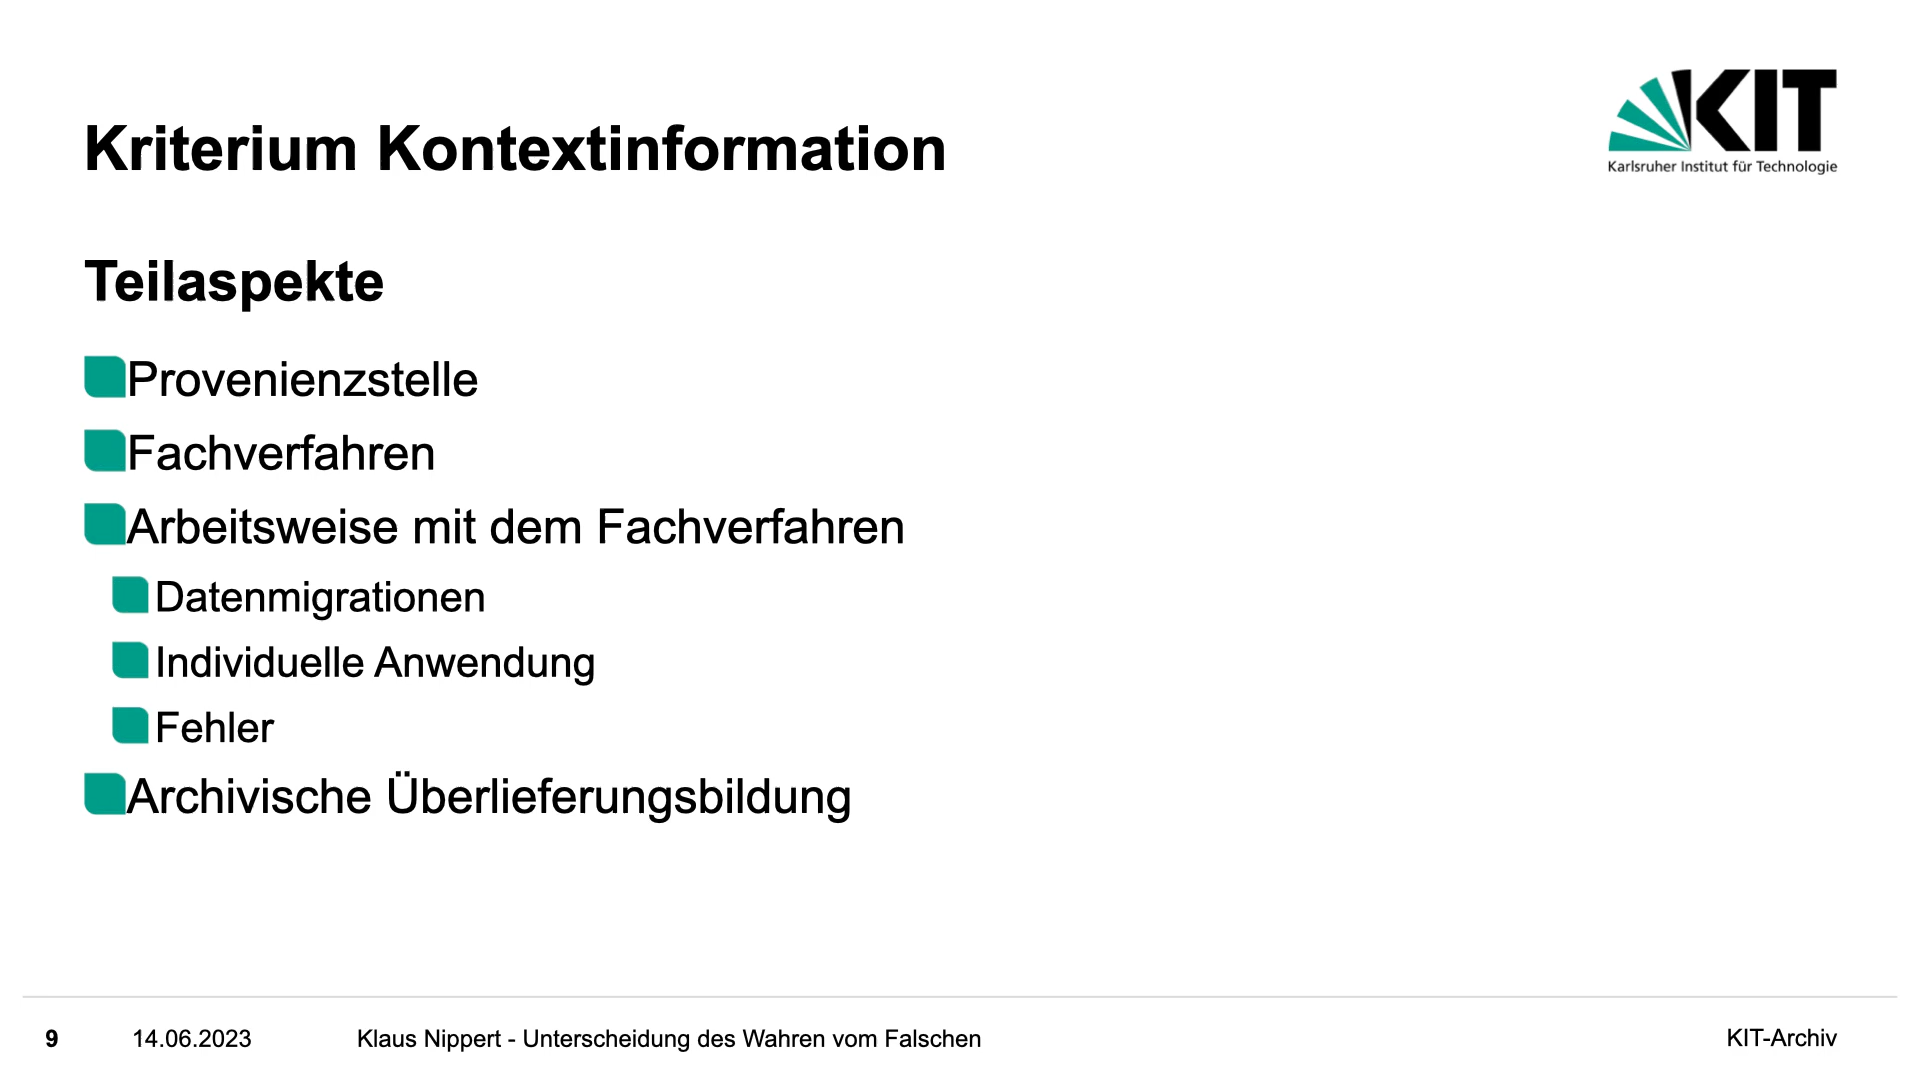 KIT
Karlsruher Institut für Technologie
Kriterium Kontextinformation
Teilaspekte
Provenienzstelle
Fachverfahren
Arbeitsweise mit dem Fachverfahren
Datenmigrationen
Individuelle Anwendung
Fehler
Archivische Überlieferungsbildung
9 14.06.2023 Klaus Nippert - Unterscheidung des Wahren vom Falschen KIT-Archiv